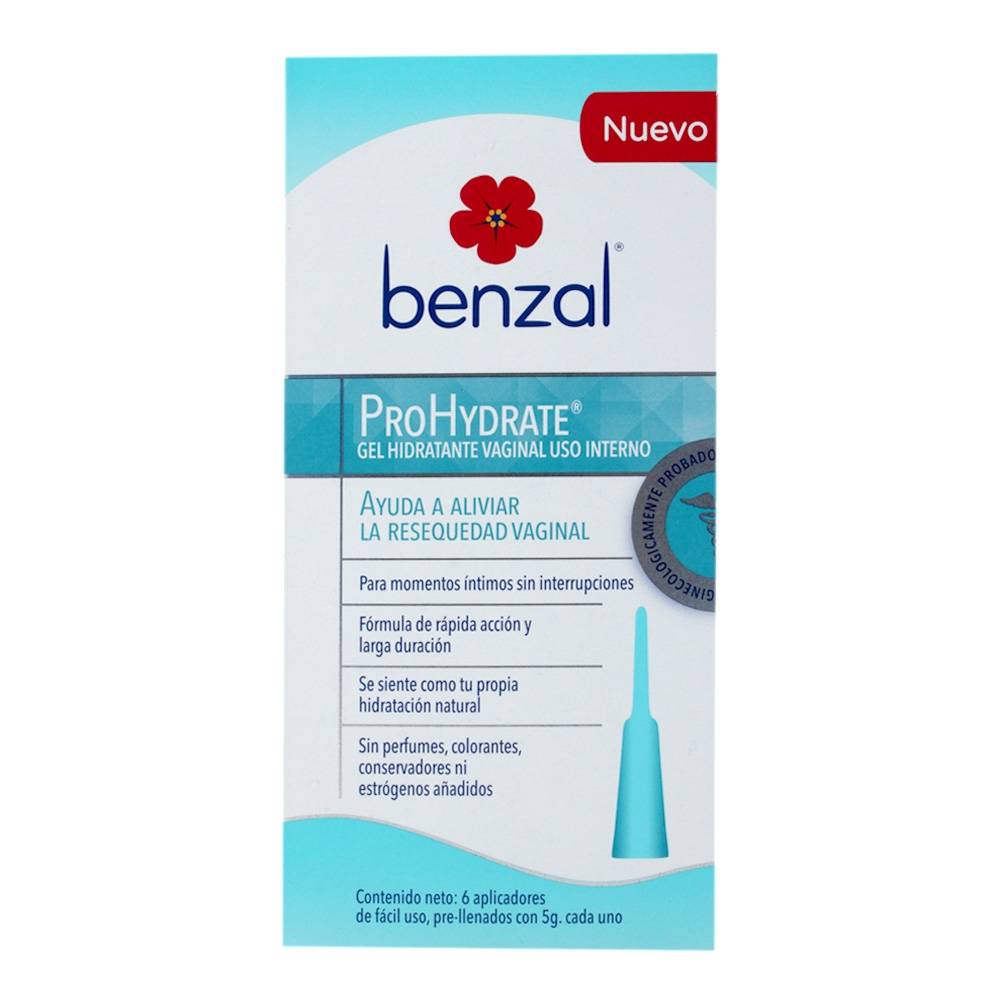 Nuevo
benzal®
PROHYDRATE®
GEL HIDRATANTE VAGINAL USO INTERNO
GINECOLÓGICAMENTE PROBADO
AYUDA A ALIVIAR
LA RESEQUEDAD VAGINAL
Para momentos íntimos sin interrupciones
Fórmula de rápida acción y
larga duración
Se siente como tu propia
hidratación natural
Sin perfumes, colorantes,
conservadores ni
estrógenos añadidos
Contenido neto: 6 aplicadores
de fácil uso, pre-llenados con 5g. cada uno